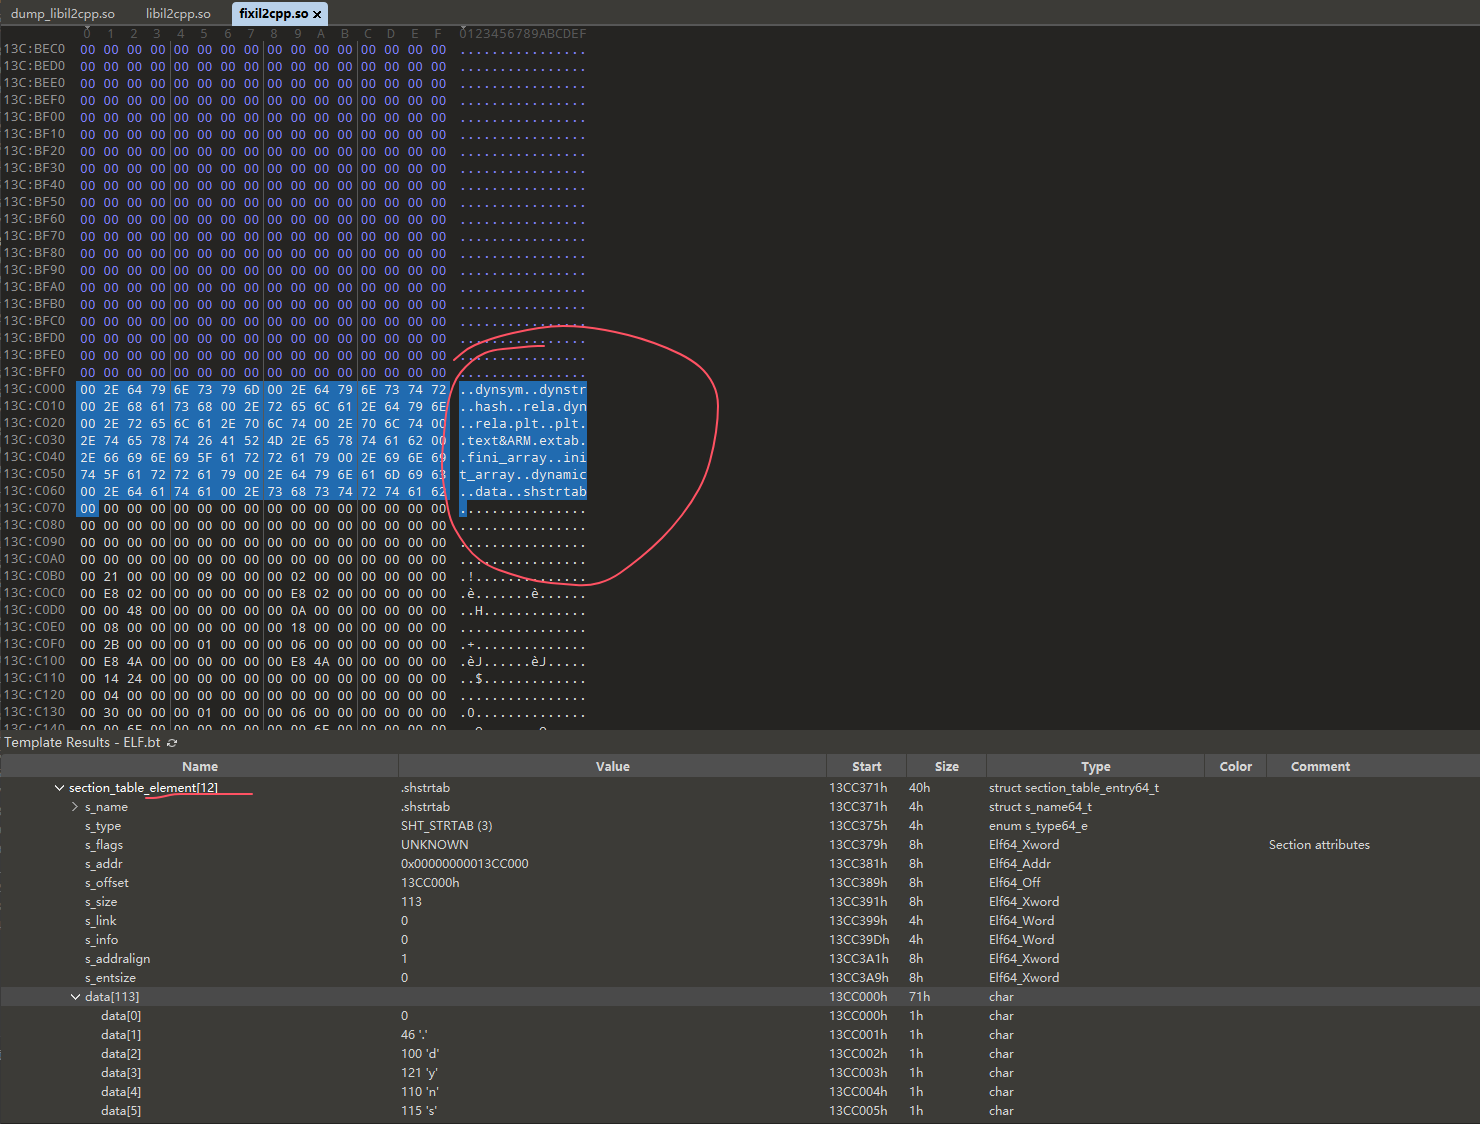 dump_libil2cpp.so libil2cpp.so fixil2cpp.so ×
0 1 2 3 4 5 6 7 8 9 A B C D E F 0123456789ABCDEF
13C:BEC0 00 00 00 00 00 00 00 00 00 00 00 00 00 00 00 00 ................
13C:BED0 00 00 00 00 00 00 00 00 00 00 00 00 00 00 00 00 ................
13C:BEE0 00 00 00 00 00 00 00 00 00 00 00 00 00 00 00 00 ................
13C:BEF0 00 00 00 00 00 00 00 00 00 00 00 00 00 00 00 00 ................
13C:BF00 00 00 00 00 00 00 00 00 00 00 00 00 00 00 00 00 ................
13C:BF10 00 00 00 00 00 00 00 00 00 00 00 00 00 00 00 00 ................
13C:BF20 00 00 00 00 00 00 00 00 00 00 00 00 00 00 00 00 ................
13C:BF30 00 00 00 00 00 00 00 00 00 00 00 00 00 00 00 00 ................
13C:BF40 00 00 00 00 00 00 00 00 00 00 00 00 00 00 00 00 ................
13C:BF50 00 00 00 00 00 00 00 00 00 00 00 00 00 00 00 00 ................
13C:BF60 00 00 00 00 00 00 00 00 00 00 00 00 00 00 00 00 ................
13C:BF70 00 00 00 00 00 00 00 00 00 00 00 00 00 00 00 00 ................
13C:BF80 00 00 00 00 00 00 00 00 00 00 00 00 00 00 00 00 ................
13C:BF90 00 00 00 00 00 00 00 00 00 00 00 00 00 00 00 00 ................
13C:BFA0 00 00 00 00 00 00 00 00 00 00 00 00 00 00 00 00 ................
13C:BFB0 00 00 00 00 00 00 00 00 00 00 00 00 00 00 00 00 ................
13C:BFC0 00 00 00 00 00 00 00 00 00 00 00 00 00 00 00 00 ................
13C:BFD0 00 00 00 00 00 00 00 00 00 00 00 00 00 00 00 00 ................
13C:BFE0 00 00 00 00 00 00 00 00 00 00 00 00 00 00 00 00 ................
13C:BFF0 00 00 00 00 00 00 00 00 00 00 00 00 00 00 00 00 ................
13C:C000 00 2E 64 79 6E 73 79 6D 00 2E 64 79 6E 73 74 72 ..dynsym..dynstr
13C:C010 00 2E 68 61 73 68 00 2E 72 65 6C 61 2E 64 79 6E ..hash..rela.dyn
13C:C020 00 2E 72 65 6C 61 2E 70 6C 74 00 2E 70 6C 74 00 ..rela.plt..plt.
13C:C030 2E 74 65 78 74 26 41 52 4D 2E 65 78 74 61 62 00 .text&ARM.extab.
13C:C040 2E 66 69 6E 69 5F 61 72 72 61 79 00 2E 69 6E 69 .fini_array..ini
13C:C050 74 5F 61 72 72 61 79 00 2E 64 79 6E 61 6D 69 63 t_array..dynamic
13C:C060 00 2E 64 61 74 61 00 2E 73 68 73 74 72 74 61 62 ..data..shstrtab
13C:C070 00 00 00 00 00 00 00 00 00 00 00 00 00 00 00 00 ................
13C:C080 00 00 00 00 00 00 00 00 00 00 00 00 00 00 00 00 ................
13C:C090 00 00 00 00 00 00 00 00 00 00 00 00 00 00 00 00 ................
13C:C0A0 00 00 00 00 00 00 00 00 00 00 00 00 00 00 00 00 ................
13C:C0B0 00 21 00 00 00 09 00 00 00 02 00 00 00 00 00 00 .!..............
13C:C0C0 00 E8 02 00 00 00 00 00 00 E8 02 00 00 00 00 00 .è.......è......
13C:C0D0 00 00 48 00 00 00 00 00 00 0A 00 00 00 00 00 00 ..H.............
13C:C0E0 00 08 00 00 00 00 00 00 00 18 00 00 00 00 00 00 ................
13C:C0F0 00 2B 00 00 00 01 00 00 00 06 00 00 00 00 00 00 .+..............
13C:C100 00 E8 4A 00 00 00 00 00 00 E8 4A 00 00 00 00 00 .èJ......èJ.....
13C:C110 00 14 24 00 00 00 00 00 00 00 00 00 00 00 00 00 ..$.............
13C:C120 00 04 00 00 00 00 00 00 00 00 00 00 00 00 00 00 ................
13C:C130 00 30 00 00 00 01 00 00 00 06 00 00 00 00 00 00 .0..............
13C:C140
Template Results - ELF.bt
Name Value Start Size Type Color Comment
section_table_element[12] .shstrtab 13CC371h 40h struct section_table_entry64_t
s_name .shstrtab 13CC371h 4h struct s_name64_t
s_type SHT_STRTAB (3) 13CC375h 4h enum s_type64_e
s_flags UNKNOWN 13CC379h 8h Elf64_Xword Section attributes
s_addr 0x00000000013CC000 13CC381h 8h Elf64_Addr
s_offset 13CC000h 13CC389h 8h Elf64_Off
s_size 113 13CC391h 8h Elf64_Xword
s_link 0 13CC399h 4h Elf64_Word
s_info 0 13CC39Dh 4h Elf64_Word
s_addralign 1 13CC3A1h 8h Elf64_Xword
s_entsize 0 13CC3A9h 8h Elf64_Xword
data[113] 13CC000h 71h char
data[0] 0 13CC000h 1h char
data[1] 46 '.' 13CC001h 1h char
data[2] 100 'd' 13CC002h 1h char
data[3] 121 'y' 13CC003h 1h char
data[4] 110 'n' 13CC004h 1h char
data[5] 115 's' 13CC005h 1h char